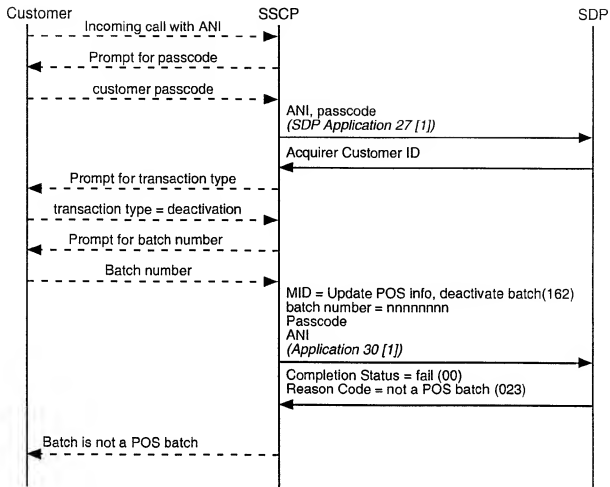 Customer SSCP SDP
Incoming call with ANI
Prompt for passcode
customer passcode
ANI, passcode
(SDP Application 27 [1])
Acquirer Customer ID
Prompt for transaction type
transaction type = deactivation
Prompt for batch number
Batch number
MID = Update POS info, deactivate batch(162)
batch number = nnnnnnnn
Passcode
ANI
(Application 30 [1])
Completion Status = fail (00)
Reason Code = not a POS batch (023)
Batch is not a POS batch